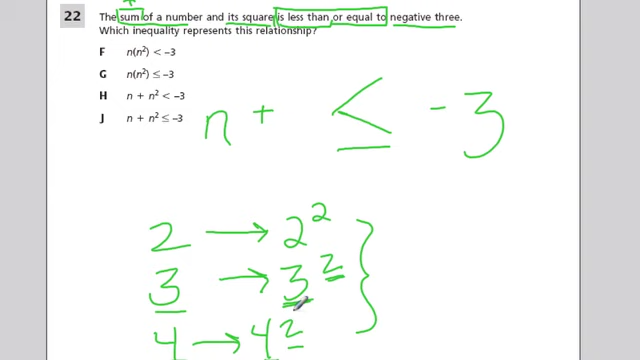 22 The sum of a number and its square is less than or equal to negative three.
Which inequality represents this relationship?
F n(n²) < −3
G n(n²) ≤ −3
H n + n² < −3
J n + n² ≤ −3
n + ≤ -3
2 → 2²
3 → 3²
4 → 4²